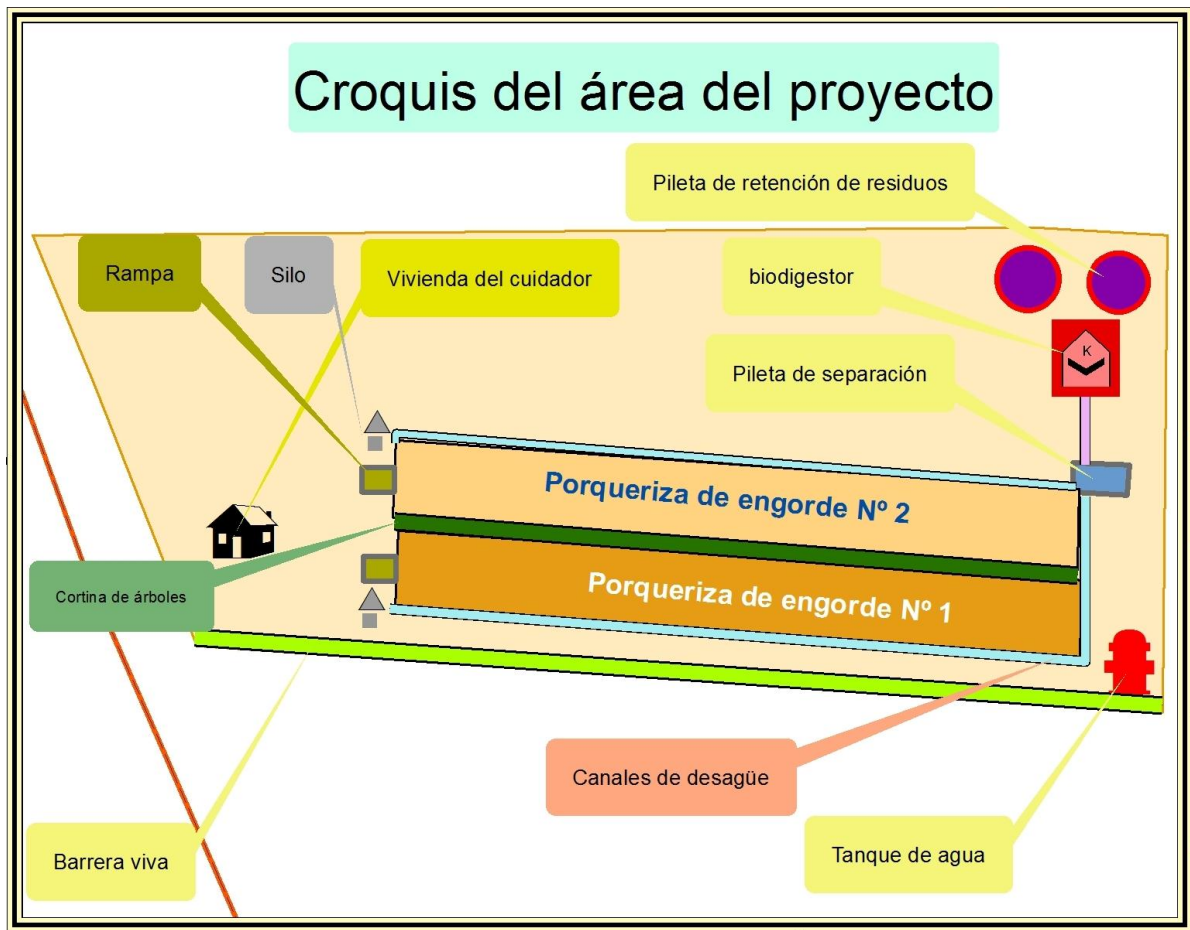 Croquis del área del proyecto
Pileta de retención de residuos
Rampa
Silo
Vivienda del cuidador
biodigestor
K
Pileta de separación
Porqueriza de engorde Nº 2
Cortina de árboles
Porqueriza de engorde Nº 1
Canales de desagüe
Barrera viva
Tanque de agua